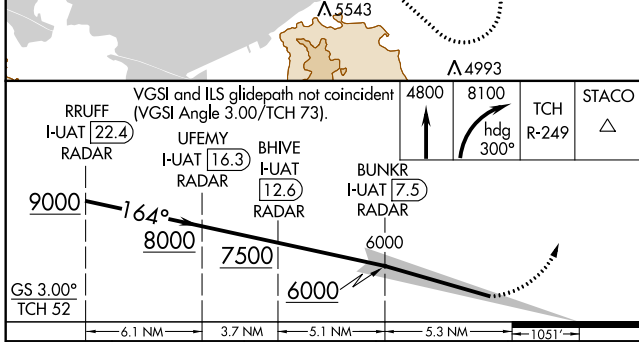 5543
4993
VGSI and ILS glidepath not coincident
(VGSI Angle 3.00/TCH 73).
4800
8100
hdg
300°
TCH
R-249
STACO
RRUFF
I-UAT 22.4
RADAR
UFEMY
I-UAT 16.3
RADAR
BHIVE
I-UAT
12.6
RADAR
BUNKR
I-UAT 7.5
RADAR
9000
164°
8000
7500
6000
6000
GS 3.00°
TCH 52
6.1 NM
3.7 NM
5.1 NM
5.3 NM
1051'